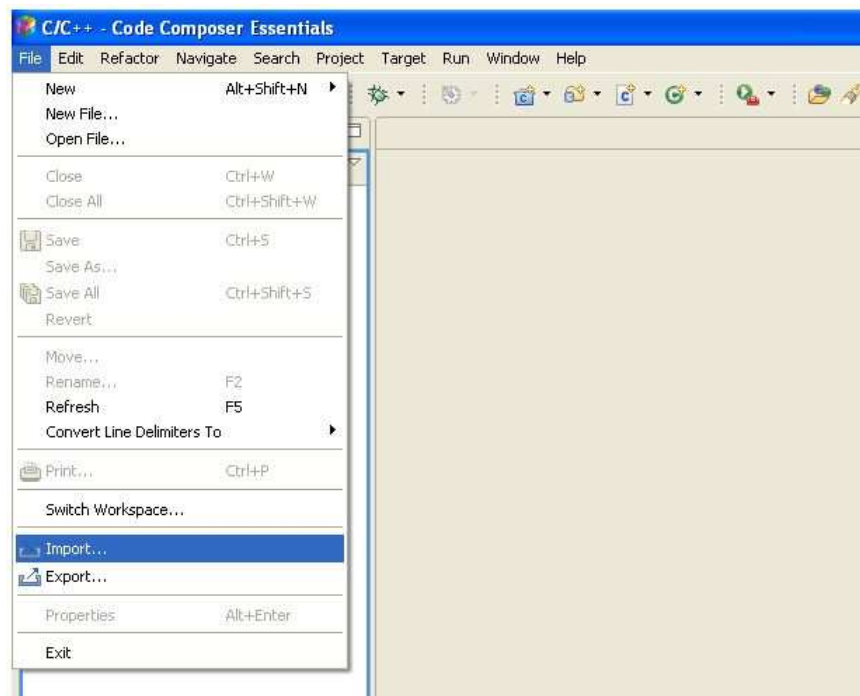 C/C++ - Code Composer Essentials
File Edit Refactor Navigate Search Project Target Run Window Help
New Alt+Shift+N
New File...
Open File...
Close Ctrl+W
Close All Ctrl+Shift+W
Save Ctrl+S
Save As...
Save All Ctrl+Shift+S
Revert
Move...
Rename... F2
Refresh F5
Convert Line Delimiters To
Print... Ctrl+P
Switch Workspace...
Import...
Export...
Properties Alt+Enter
Exit